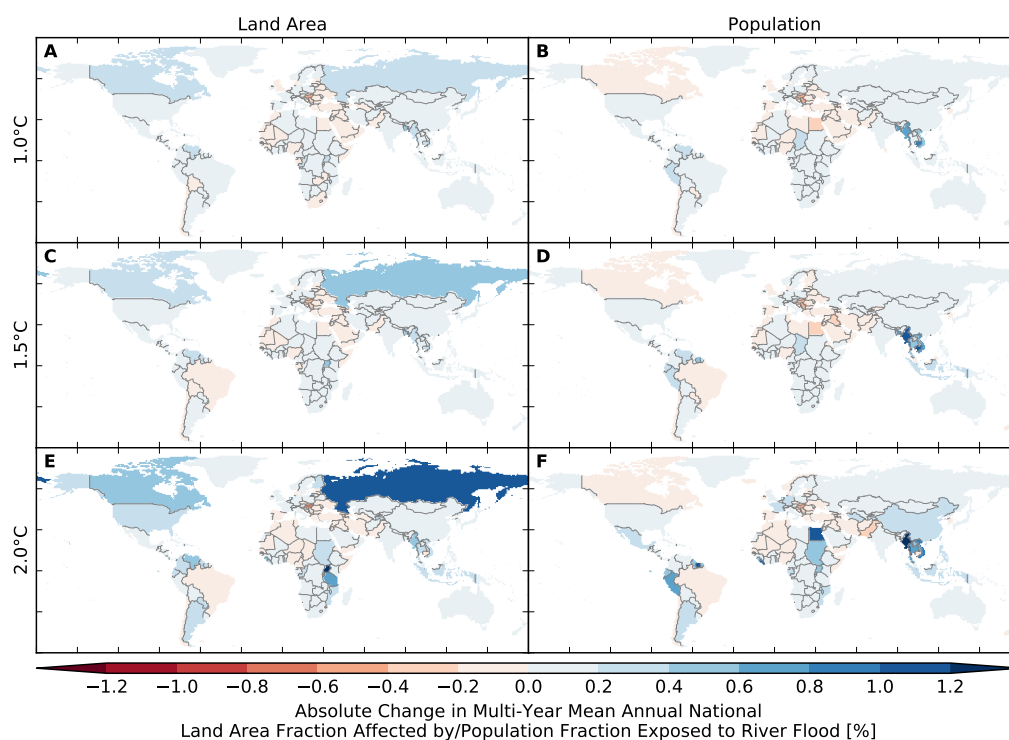 Land Area
Population
A
B
1.0°C
C
D
1.5°C
E
F
2.0°C
−1.2 −1.0 −0.8 −0.6 −0.4 −0.2 0.0 0.2 0.4 0.6 0.8 1.0 1.2
Absolute Change in Multi-Year Mean Annual National
Land Area Fraction Affected by/Population Fraction Exposed to River Flood [%]